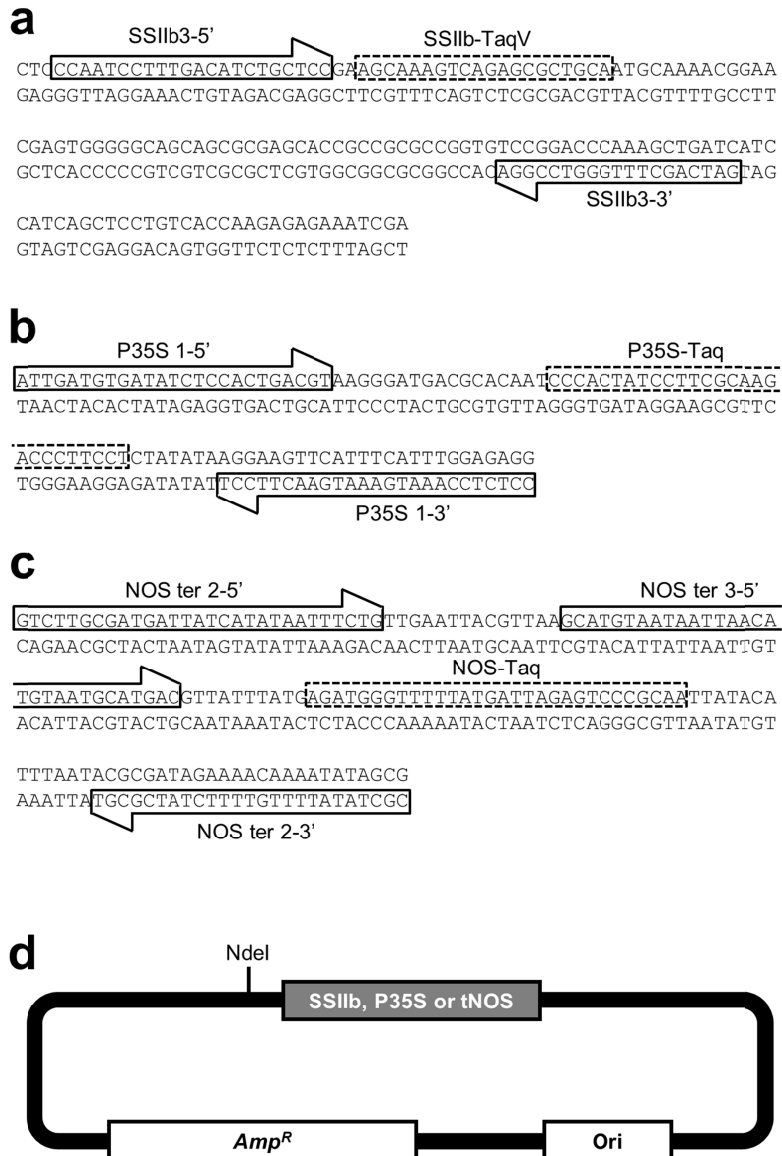 a
SSIIb3-5’
SSIIb-TaqV
CTCCCAATCCTTTGACATCTGCTCCGAAGCAAAGTCAGAGCGCTGCAATGCAAAACGGAA
GAGGGTTAGGAAACTGTAGACGAGGCTTCGTTTCAGTCTCGCGACGTTACGTTTTGCCTT
CGAGTGGGGGCAGCAGCGCGAGCACCGCCGCGCCGGTGTCCGGACCCAAAGCTGATCATC
GCTCACCCCCGTCGTCGCGCTCGTGGCGGCGCGGCCACAGGCCTGGGTTTCGACTAGTAG
SSIIb3-3’
CATCAGCTCCTGTCACCAAGAGAGAAATCGA
GTAGTCGAGGACAGTGGTTCTCTCTTTAGCT
b
P35S 1-5’
P35S-Taq
ATTGATGTGATATCTCCACTGACGTAAGGGATGACGCACAATCCCACTATCCTTCGCAAG
TAACTACACTATAGAGGTGACTGCATTCCCTACTGCGTGTTAGGGTGATAGGAAGCGTTC
ACCCTTCCTCTATATAAGGAAGTTCATTTCATTTGGAGAGG
TGGGAAGGAGATATATTCCTTCAAGTAAAGTAAACCTCTCC
P35S 1-3’
c
NOS ter 2-5’
NOS ter 3-5’
GTCTTGCGATGATTATCATATAATTTCTGTTGAATTACGTTAAGCATGTAATAATTAACA
CAGAACGCTACTAATAGTATATTAAAGACAACTTAATGCAATTCGTACATTATTAATTGT
NOS-Taq
TGTAATGCATGACGTTATTTATGAGATGGGTTTTTATGATTAGAGTCCCGCAATTATACA
ACATTACGTACTGCAATAAATACTCTACCCAAAAATACTAATCTCAGGGCGTTAATATGT
TTTAATACGCGATAGAAAACAAAATATAGCG
AAATTATGCGCTATCTTTTGTTTTATATCGC
NOS ter 2-3’
d
NdeI
SSIIb, P35S or tNOS
AmpR
Ori